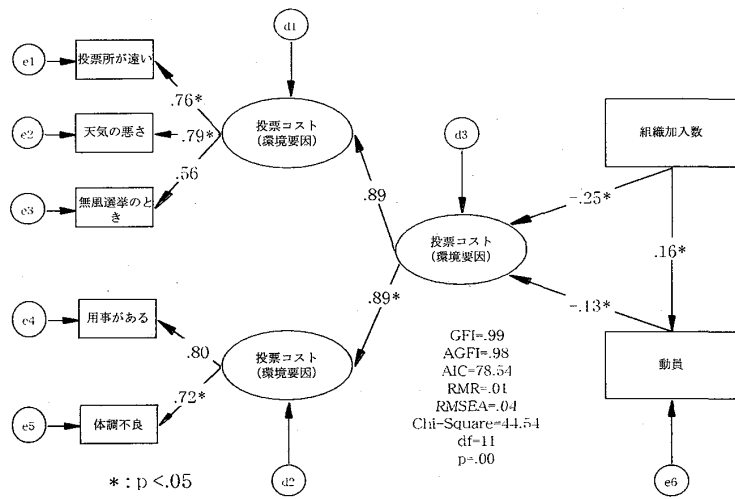 d1
e1
投票所が遠い
.76*
投票コスト
(環境要因)
e2
天気の悪さ
.79*
d3
組織加入数
.56
e3
無風選挙のと
き
.89
-.25*
投票コスト
(環境要因)
.16*
.89*
-.13*
e4
用事がある
.80
投票コスト
(環境要因)
GFI=.99
AGFI=.98
AIC=78.54
RMR=.01
RMSEA=.04
Chi-Square=44.54
df=11
p=.00
動員
.72*
e5
体調不良
*：p<.05
d2
e6